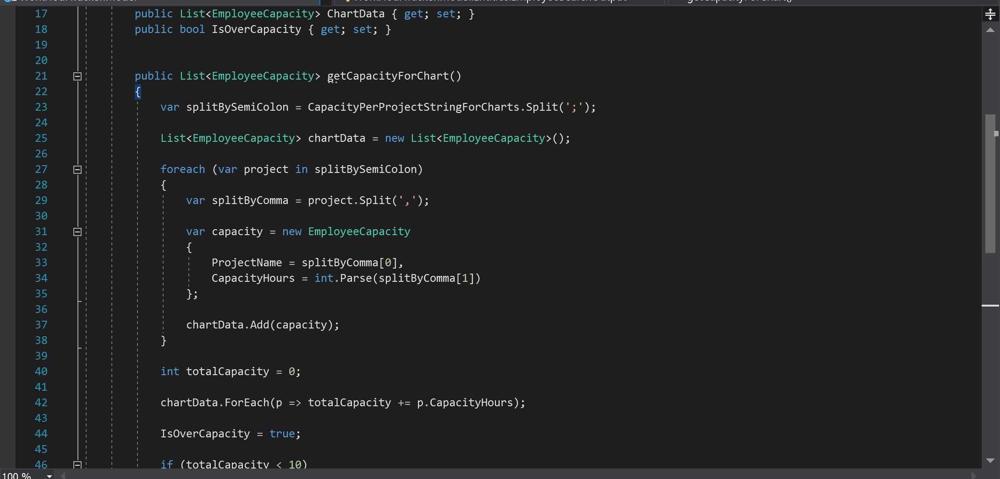 17 public List<EmployeeCapacity> ChartData { get; set; }
18 public bool IsOverCapacity { get; set; }
19
20
21 public List<EmployeeCapacity> getCapacityForChart()
22 {
23 var splitBySemiColon = CapacityPerProjectStringForCharts.Split(';');
24
25 List<EmployeeCapacity> chartData = new List<EmployeeCapacity>();
26
27 foreach (var project in splitBySemiColon)
28 {
29 var splitByComma = project.Split(',');
30
31 var capacity = new EmployeeCapacity
32 {
33 ProjectName = splitByComma[0],
34 CapacityHours = int.Parse(splitByComma[1])
35 };
36
37 chartData.Add(capacity);
38 }
39
40 int totalCapacity = 0;
41
42 chartData.ForEach(p => totalCapacity += p.CapacityHours);
43
44 IsOverCapacity = true;
45
46 if (totalCapacity < 10)
100 %